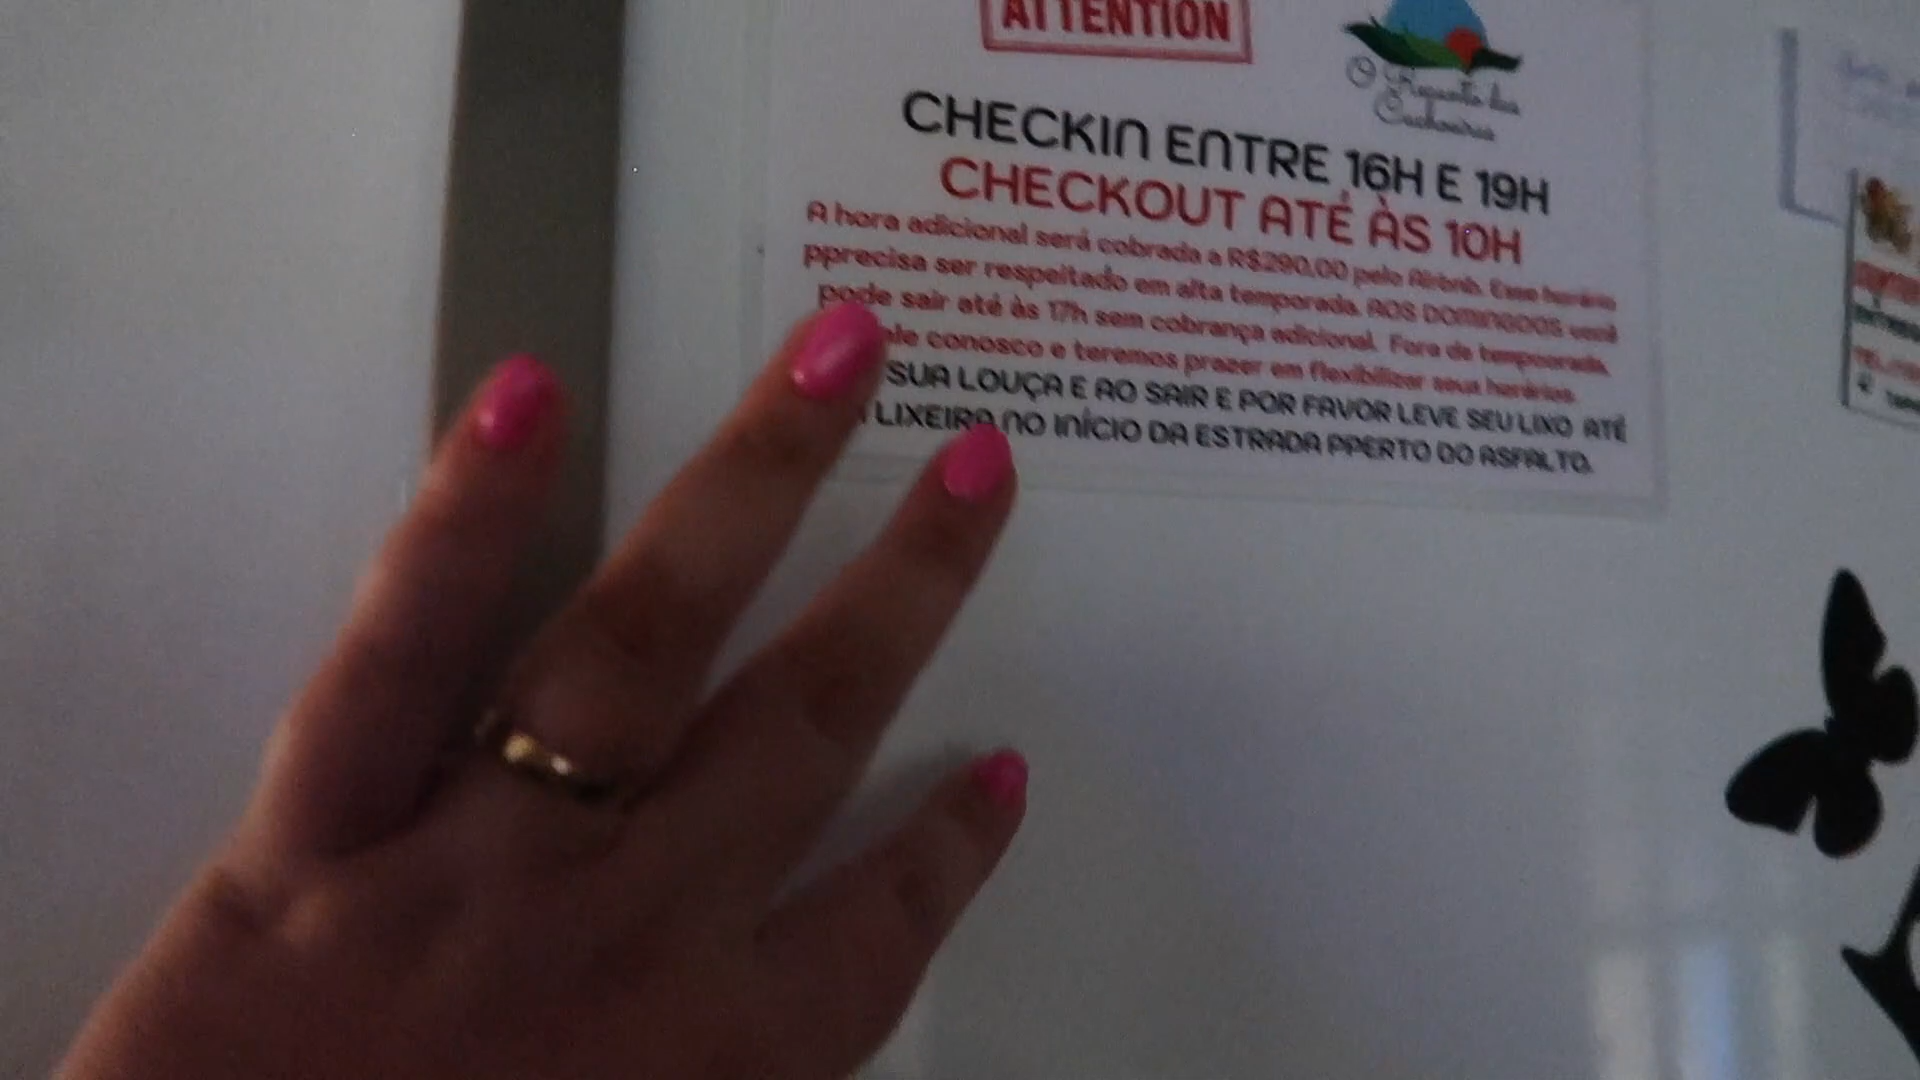 ATTENTION
O Recanto das
Cachoeiras
CHECKIN ENTRE 16H E 19H
CHECKOUT ATÉ ÀS 10H
A hora adicional será cobrada a R$290,00 pelo Airbnb. Esse horário
pprecisa ser respeitado em alta temporada. AOS DOMINGOS você
pode sair até às 17h sem cobrança adicional. Fora de temporada,
conosco e teremos prazer em flexibilizar seus horários.
SUA LOUÇA E AO SAIR E POR FAVOR LEVE SEU LIXO ATÉ
LIXEIRA NO INÍCIO DA ESTRADA PPERTO DO ASFALTO.